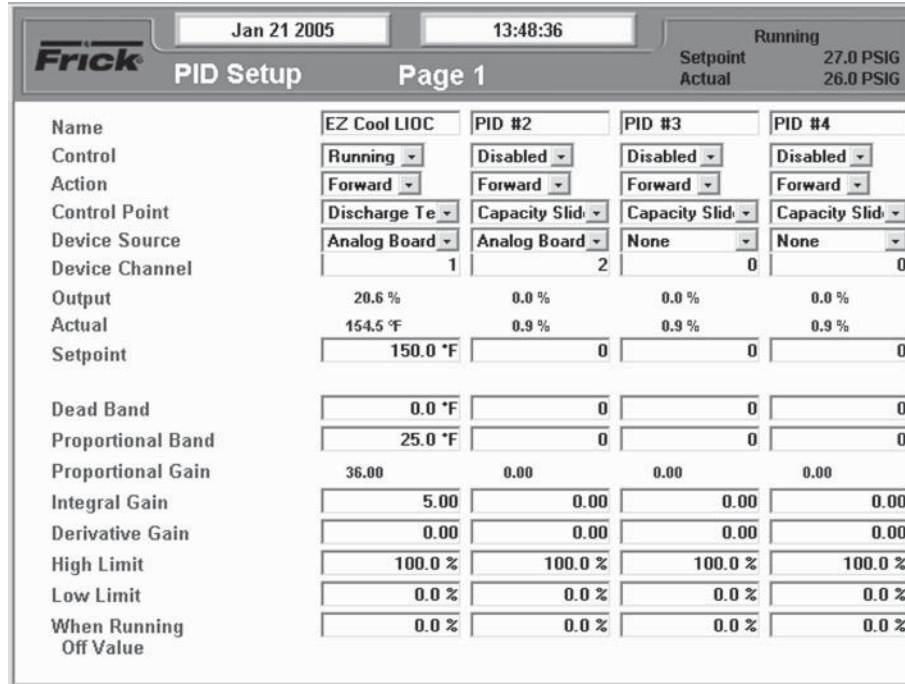 Jan 21 2005 13:48:36 Running
Frick PID Setup Page 1 Setpoint 27.0 PSIG
Actual 26.0 PSIG
Name EZ Cool LIOC PID #2 PID #3 PID #4
Control Running Disabled Disabled Disabled
Action Forward Forward Forward Forward
Control Point Discharge Te Capacity Slid Capacity Slid Capacity Slid
Device Source Analog Board Analog Board None None
Device Channel 1 2 0 0
Output 20.6 % 0.0 % 0.0 % 0.0 %
Actual 154.5 °F 0.9 % 0.9 % 0.9 %
Setpoint 150.0 °F 0 0 0
Dead Band 0.0 °F 0 0 0
Proportional Band 25.0 °F 0 0 0
Proportional Gain 36.00 0.00 0.00 0.00
Integral Gain 5.00 0.00 0.00 0.00
Derivative Gain 0.00 0.00 0.00 0.00
High Limit 100.0 % 100.0 % 100.0 % 100.0 %
Low Limit 0.0 % 0.0 % 0.0 % 0.0 %
When Running 0.0 % 0.0 % 0.0 % 0.0 %
Off Value